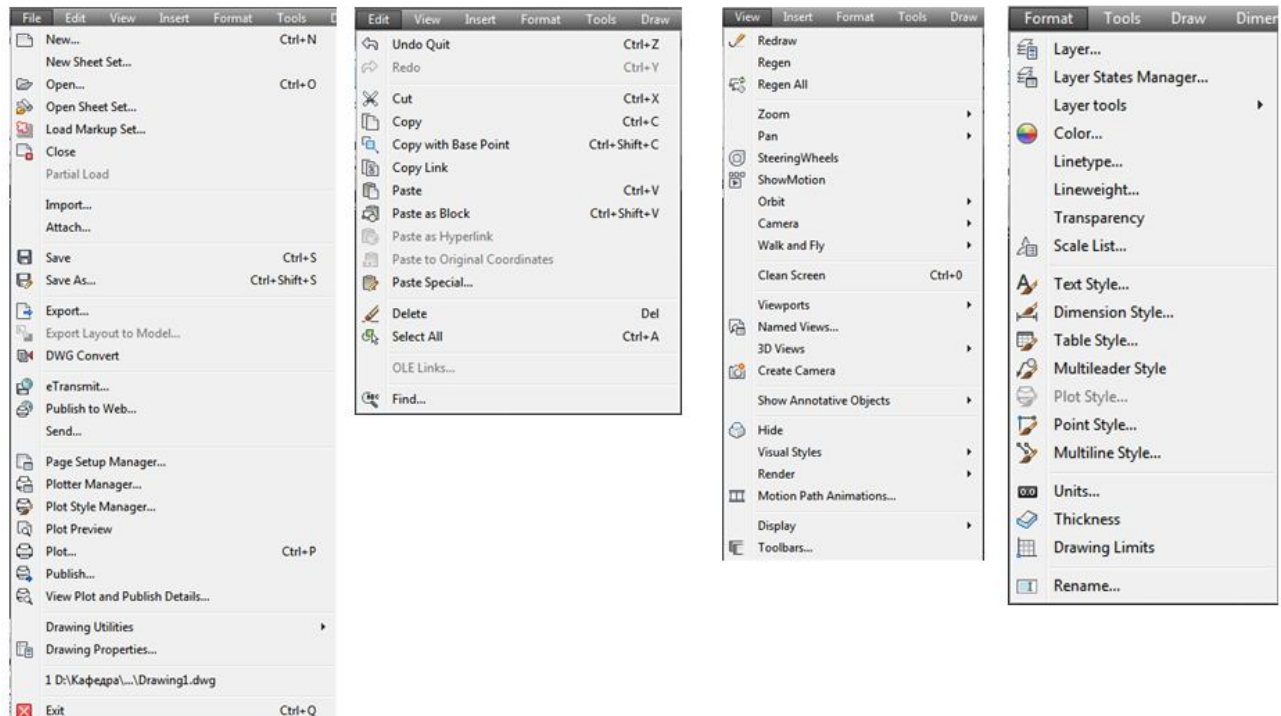 File Edit View Insert Format Tools D
New... Ctrl+N
New Sheet Set...
Open... Ctrl+O
Open Sheet Set...
Load Markup Set...
Close
Partial Load
Import...
Attach...
Save Ctrl+S
Save As... Ctrl+Shift+S
Export...
Export Layout to Model...
DWG Convert
eTransmit...
Publish to Web...
Send...
Page Setup Manager...
Plotter Manager...
Plot Style Manager...
Plot Preview
Plot... Ctrl+P
Publish...
View Plot and Publish Details...
Drawing Utilities
Drawing Properties...
1 D:\Кафедра\...\Drawing1.dwg
Exit Ctrl+Q
Edit View Insert Format Tools Draw
Undo Quit Ctrl+Z
Redo Ctrl+Y
Cut Ctrl+X
Copy Ctrl+C
Copy with Base Point Ctrl+Shift+C
Copy Link
Paste Ctrl+V
Paste as Block Ctrl+Shift+V
Paste as Hyperlink
Paste to Original Coordinates
Paste Special...
Delete Del
Select All Ctrl+A
OLE Links...
Find...
View Insert Format Tools Draw
Redraw
Regen
Regen All
Zoom
Pan
SteeringWheels
ShowMotion
Orbit
Camera
Walk and Fly
Clean Screen Ctrl+0
Viewports
Named Views...
3D Views
Create Camera
Show Annotative Objects
Hide
Visual Styles
Render
Motion Path Animations...
Display
Toolbars...
Format Tools Draw Dimen
Layer...
Layer States Manager...
Layer tools
Color...
Linetype...
Lineweight...
Transparency
Scale List...
Text Style...
Dimension Style...
Table Style...
Multileader Style
Plot Style...
Point Style...
Multiline Style...
0.0 Units...
Thickness
Drawing Limits
Rename...